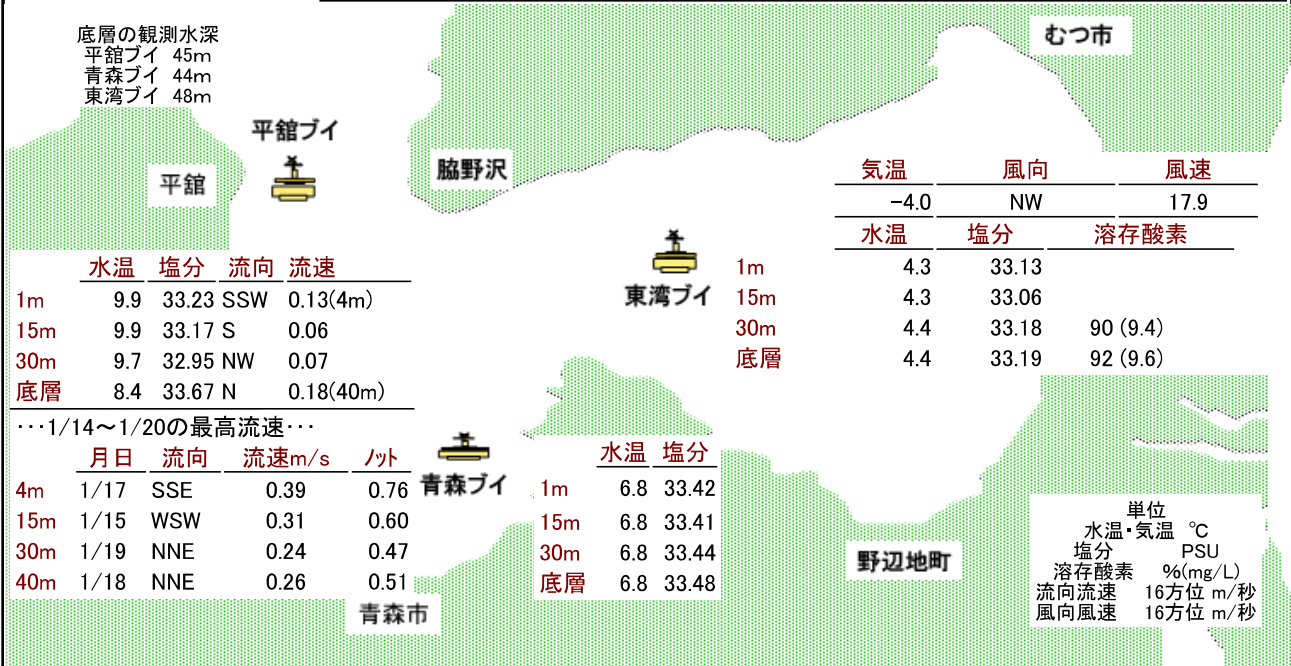 底層の観測水深
平舘ブイ 45m
青森ブイ 44m
東湾ブイ 48m
むつ市
平舘ブイ
平舘
脇野沢
気温 風向 風速
-4.0 NW 17.9
水温 塩分 溶存酸素
1m 4.3 33.13
15m 4.3 33.06
30m 4.4 33.18 90 (9.4)
底層 4.4 33.19 92 (9.6)
東湾ブイ
水温 塩分 流向 流速
1m 9.9 33.23 SSW 0.13(4m)
15m 9.9 33.17 S 0.06
30m 9.7 32.95 NW 0.07
底層 8.4 33.67 N 0.18(40m)
…1/14～1/20の最高流速…
月日 流向 流速m/s ノット
4m 1/17 SSE 0.39 0.76
15m 1/15 WSW 0.31 0.60
30m 1/19 NNE 0.24 0.47
40m 1/18 NNE 0.26 0.51
青森ブイ
水温 塩分
1m 6.8 33.42
15m 6.8 33.41
30m 6.8 33.44
底層 6.8 33.48
青森市
野辺地町
単位
水温・気温 ℃
塩分 PSU
溶存酸素 %(mg/L)
流向流速 16方位 m/秒
風向風速 16方位 m/秒